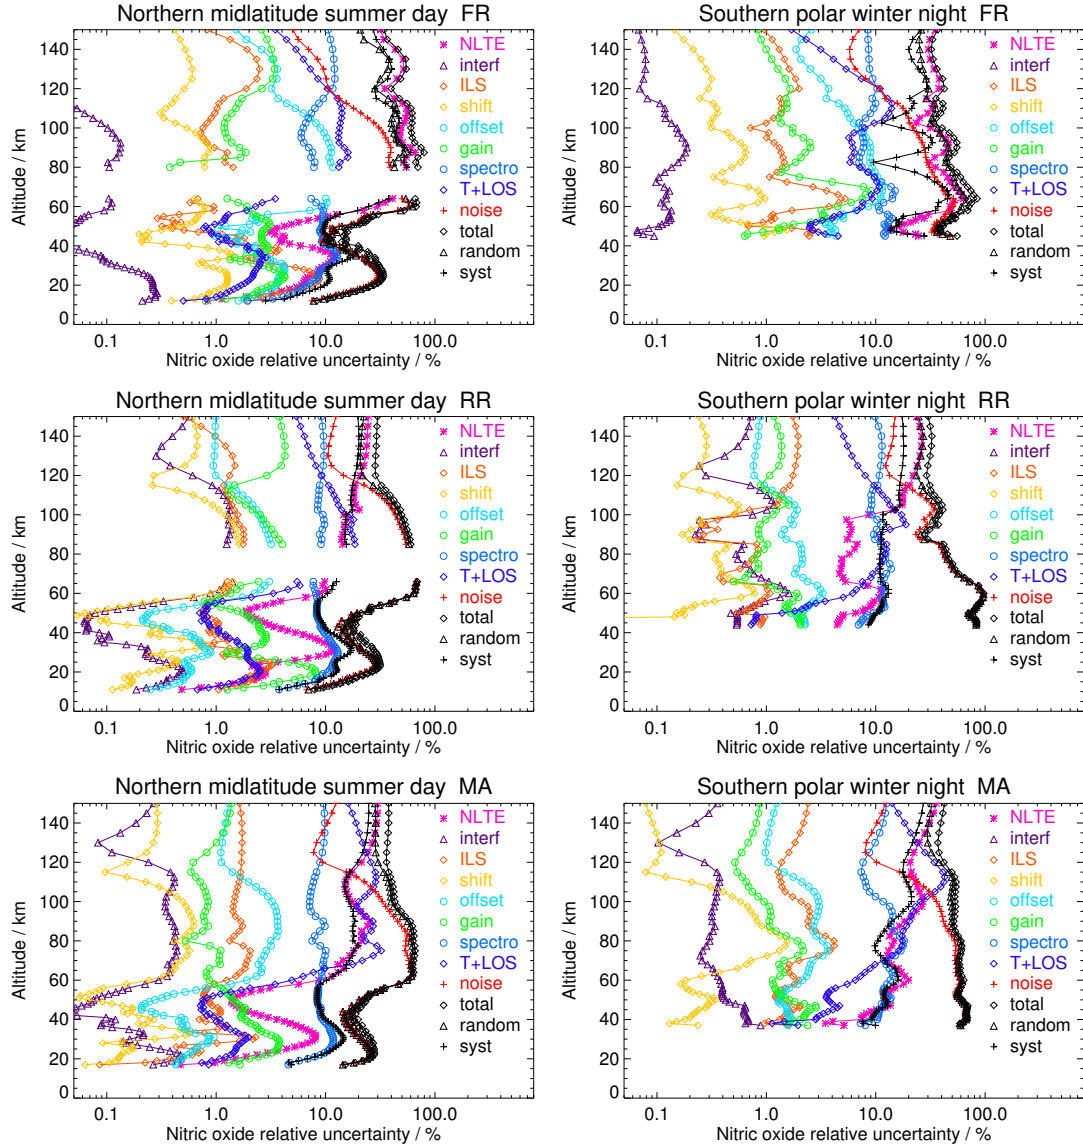 Northern midlatitude summer day FR
Altitude / km
140
120
100
80
60
40
20
0
0.1 1.0 10.0 100.0
Nitric oxide relative uncertainty / %
NLTE
interf
ILS
shift
offset
gain
spectro
T+LOS
noise
total
random
syst
Southern polar winter night FR
Altitude / km
140
120
100
80
60
40
20
0
0.1 1.0 10.0 100.0
Nitric oxide relative uncertainty / %
NLTE
interf
ILS
shift
offset
gain
spectro
T+LOS
noise
total
random
syst
Northern midlatitude summer day RR
Altitude / km
140
120
100
80
60
40
20
0
0.1 1.0 10.0 100.0
Nitric oxide relative uncertainty / %
NLTE
interf
ILS
shift
offset
gain
spectro
T+LOS
noise
total
random
syst
Southern polar winter night RR
Altitude / km
140
120
100
80
60
40
20
0
0.1 1.0 10.0 100.0
Nitric oxide relative uncertainty / %
NLTE
interf
ILS
shift
offset
gain
spectro
T+LOS
noise
total
random
syst
Northern midlatitude summer day MA
Altitude / km
140
120
100
80
60
40
20
0
0.1 1.0 10.0 100.0
Nitric oxide relative uncertainty / %
NLTE
interf
ILS
shift
offset
gain
spectro
T+LOS
noise
total
random
syst
Southern polar winter night MA
Altitude / km
140
120
100
80
60
40
20
0
0.1 1.0 10.0 100.0
Nitric oxide relative uncertainty / %
NLTE
interf
ILS
shift
offset
gain
spectro
T+LOS
noise
total
random
syst